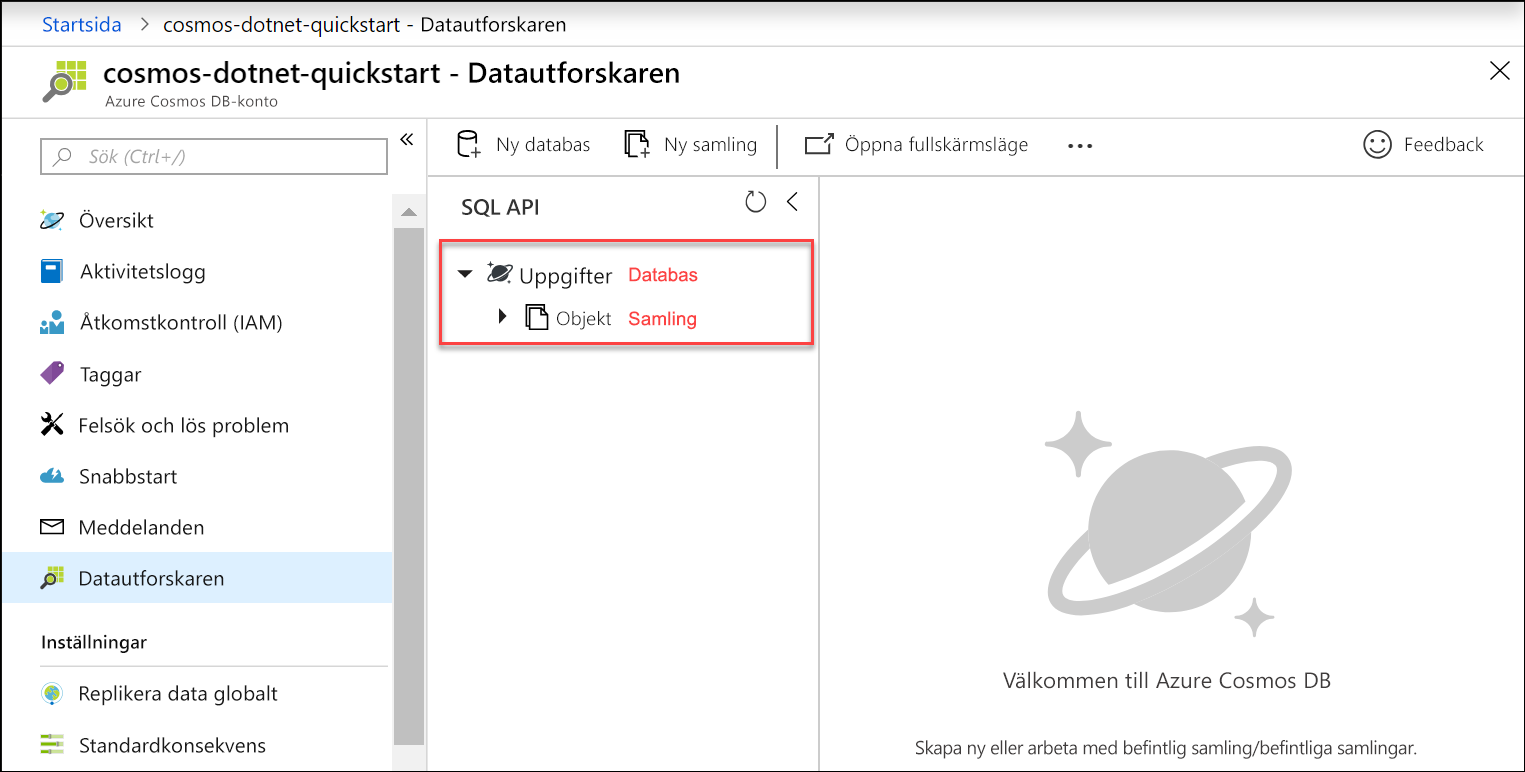 Startsida > cosmos-dotnet-quickstart - Datautforskaren
cosmos-dotnet-quickstart - Datautforskaren
Azure Cosmos DB-konto
Sök (Ctrl+/)
Översikt
Aktivitetslogg
Åtkomstkontroll (IAM)
Taggar
Felsök och lös problem
Snabbstart
Meddelanden
Datautforskaren
Inställningar
Replikera data globalt
Standardkonsekvens
Ny databas Ny samling Öppna fullskärmsläge ... Feedback
SQL API
Uppgifter Databas
Objekt Samling
Välkommen till Azure Cosmos DB
Skapa ny eller arbeta med befintlig samling/befintliga samlingar.